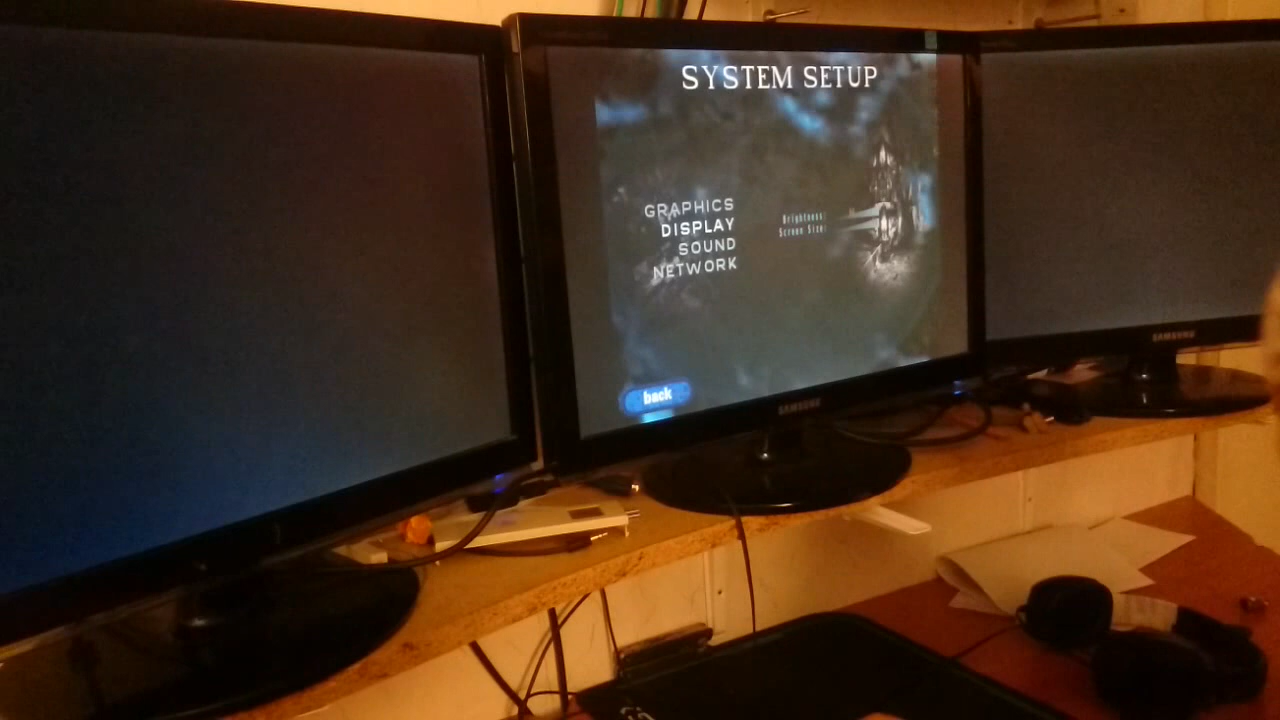 SYSTEM SETUP
GRAPHICS
DISPLAY
SOUND
NETWORK
Brightness:
Screen Size:
back
SAMSUNG
SAMSUNG